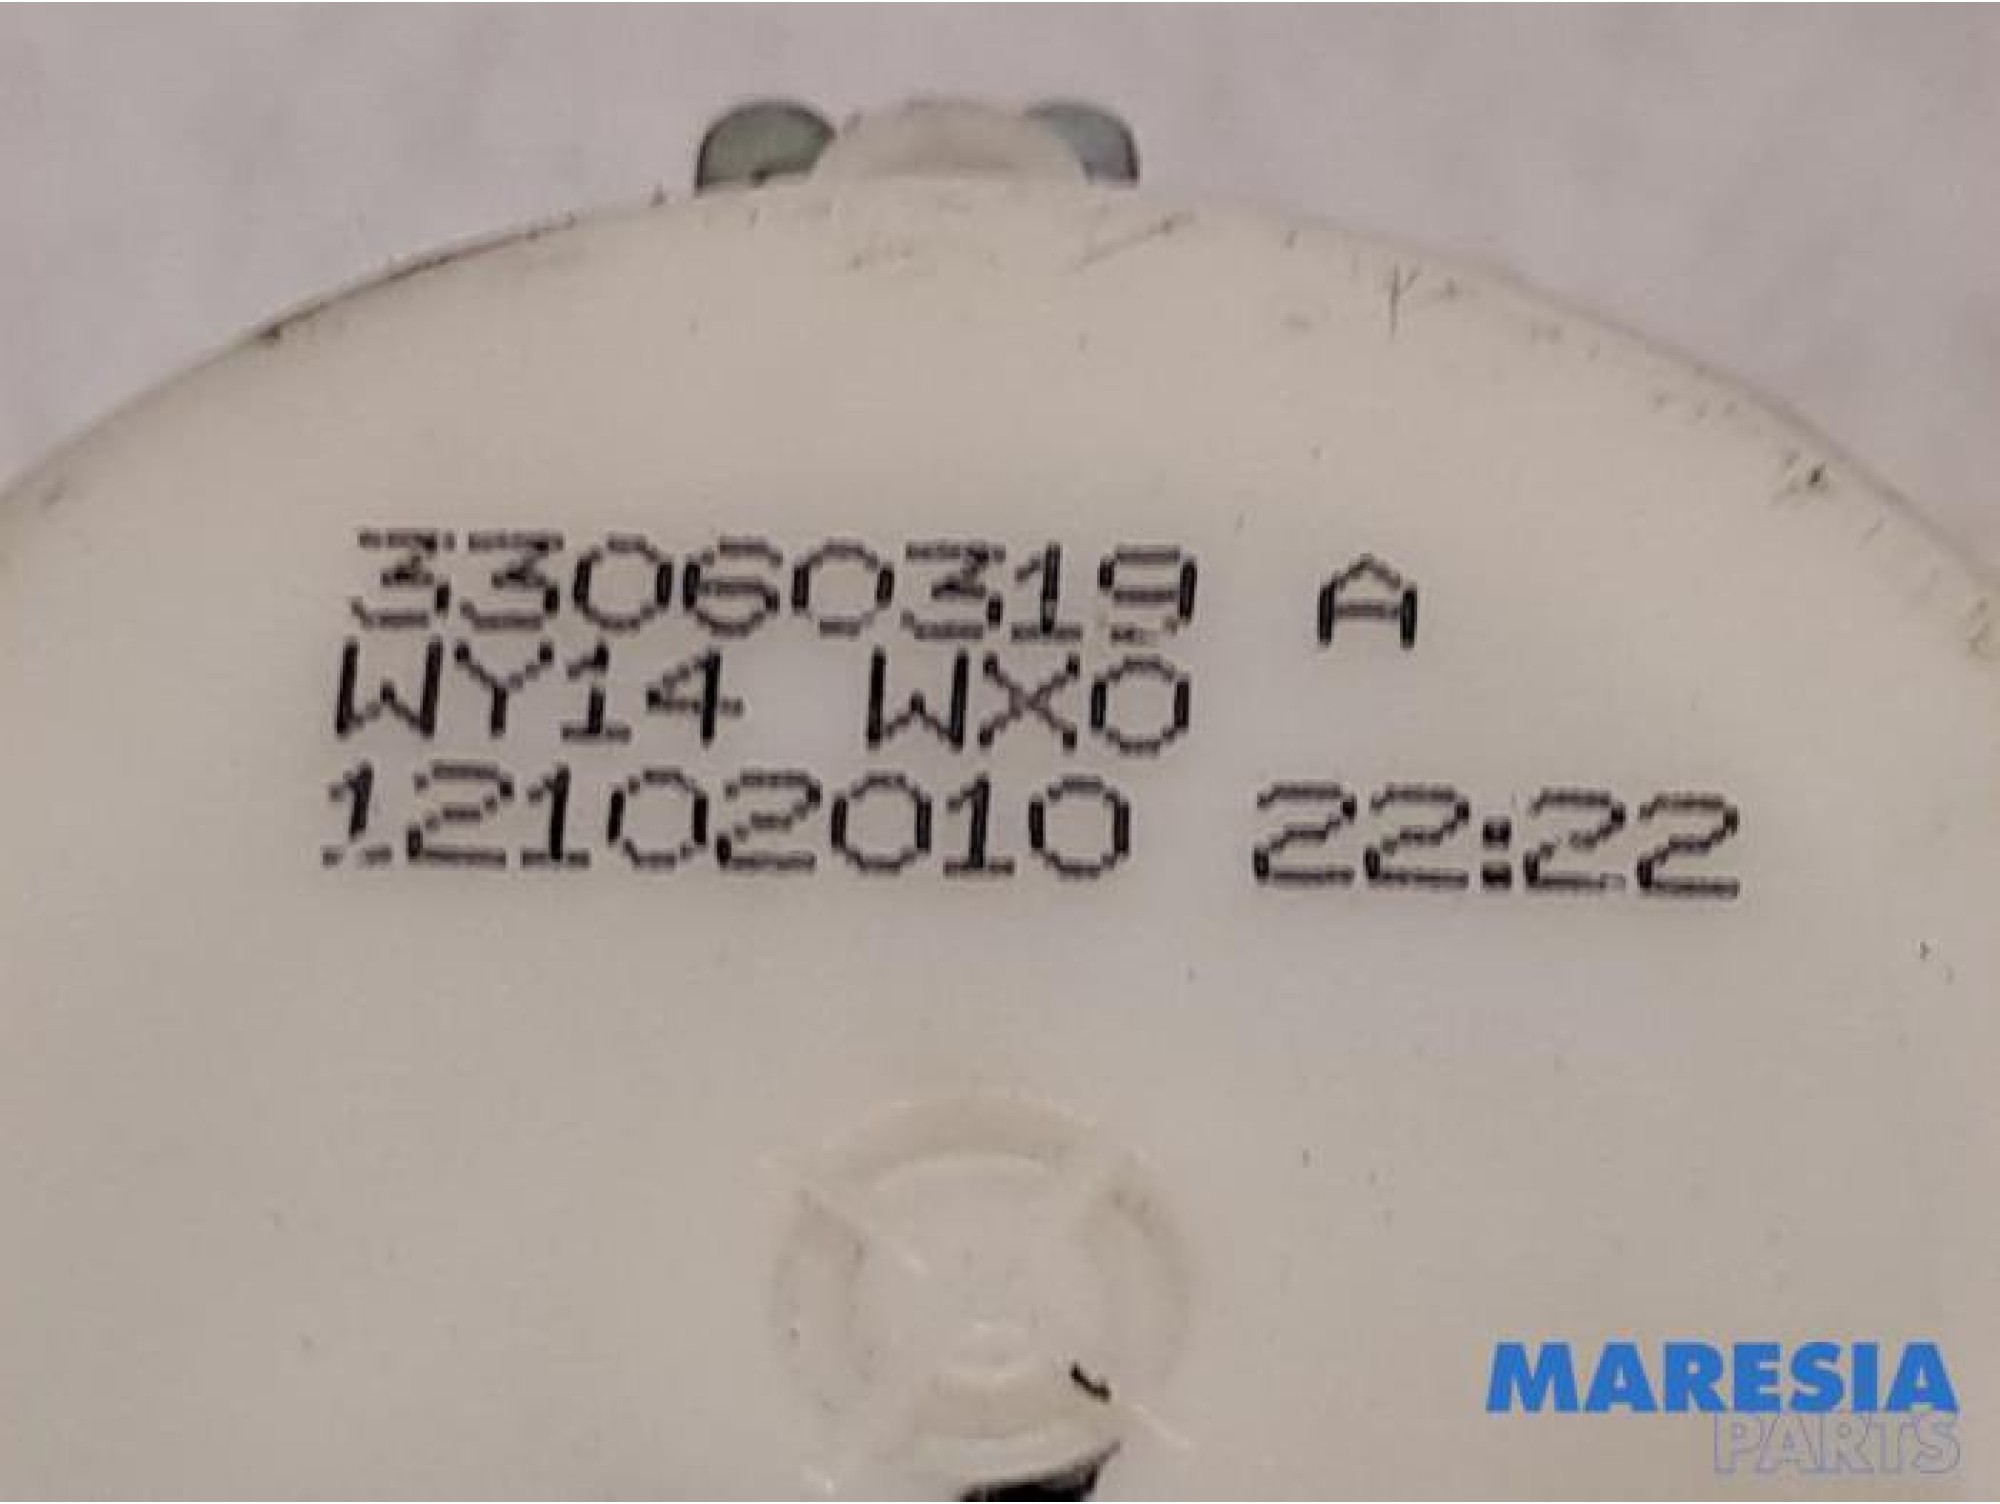 33060319 A
WY14 WX0
12102010 22:22
MARESIA
PARTS